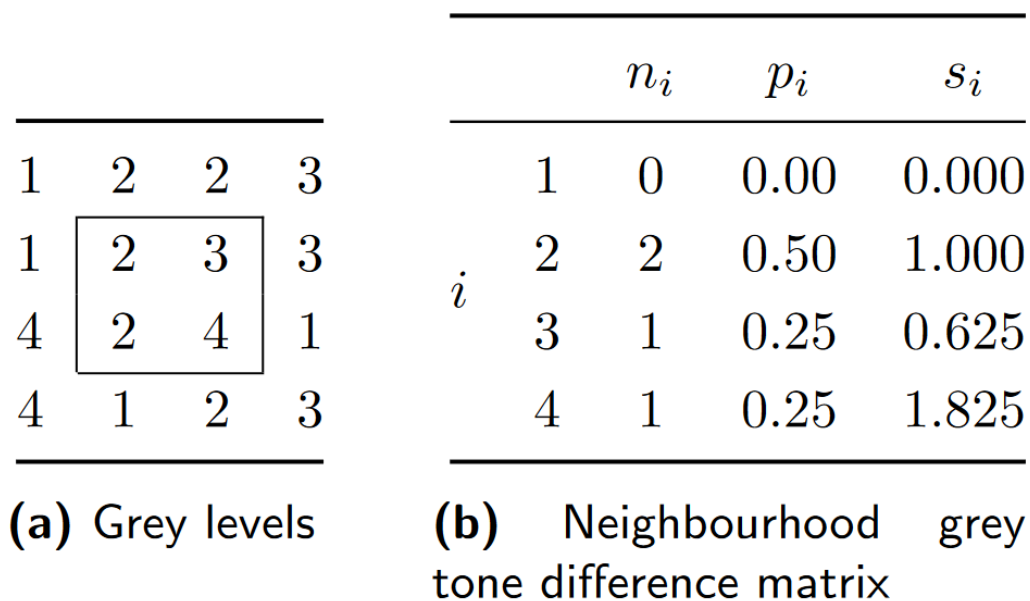 1 2 2 3
1 2 3 3
4 2 4 1
4 1 2 3
(a) Grey levels
n_i p_i s_i
1 0 0.00 0.000
2 2 0.50 1.000
i
3 1 0.25 0.625
4 1 0.25 1.825
(b) Neighbourhood grey
tone difference matrix